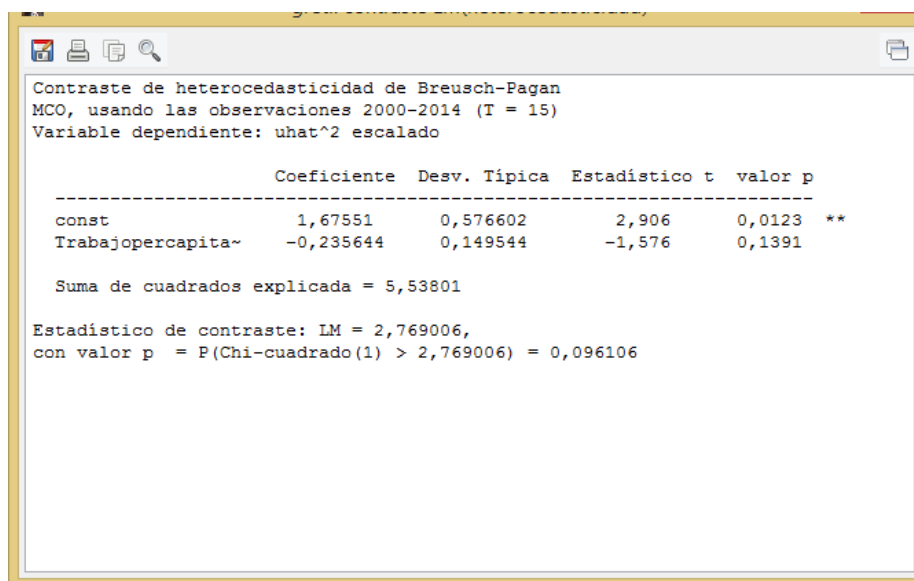 Contraste de heterocedasticidad de Breusch-Pagan
MCO, usando las observaciones 2000-2014 (T = 15)
Variable dependiente: uhat^2 escalado
Coeficiente Desv. Típica Estadístico t valor p
-----------------------------------------------------------------------
const 1,67551 0,576602 2,906 0,0123 **
Trabajopercapita~ -0,235644 0,149544 -1,576 0,1391
Suma de cuadrados explicada = 5,53801
Estadístico de contraste: LM = 2,769006,
con valor p = P(Chi-cuadrado(1) > 2,769006) = 0,096106